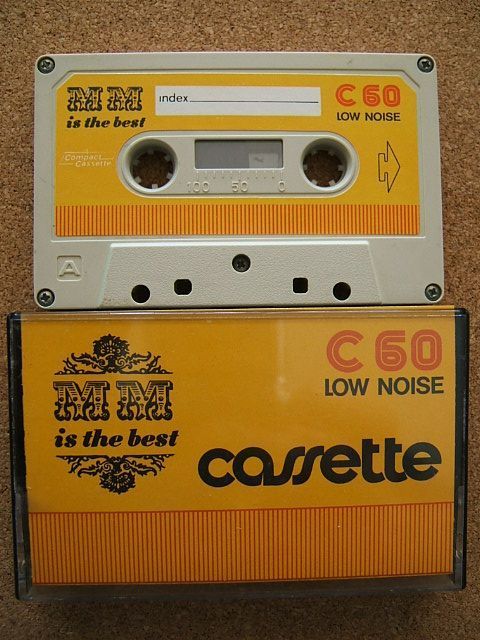 MM
is the best
index
C 60
LOW NOISE
Compact
Cassette
100 50 0
A
MM
is the best
C 60
LOW NOISE
cassette